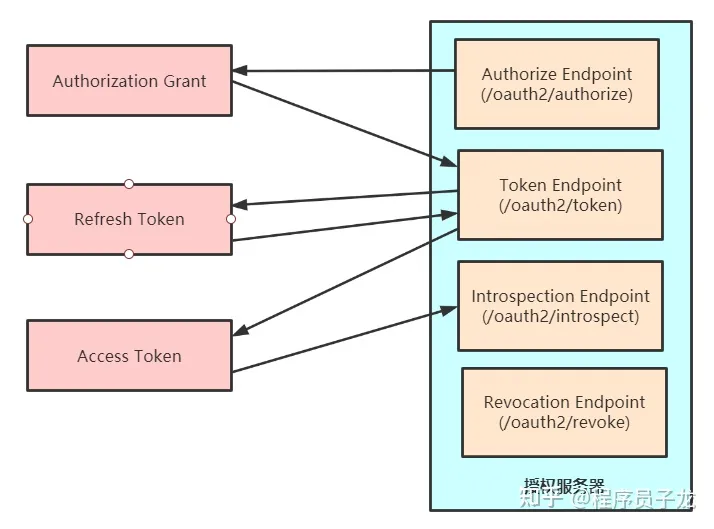 Authorization Grant
Authorize Endpoint
(/oauth2/authorize)
Refresh Token
Token Endpoint
(/oauth2/token)
Access Token
Introspection Endpoint
(/oauth2/introspect)
Revocation Endpoint
(/oauth2/revoke)
授权服务器
知乎 @程序员子龙